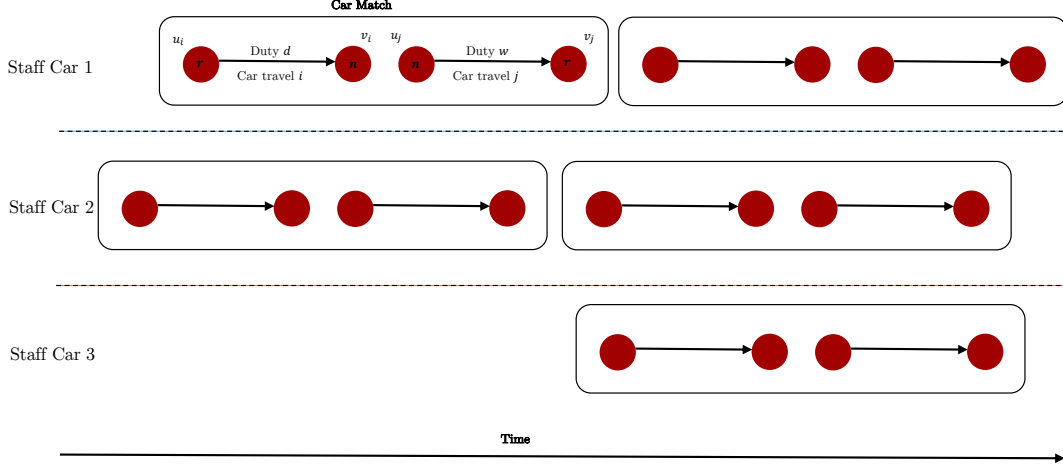 Car Match
u_i v_i u_j v_j
Staff Car 1
r Duty d n n Duty w r
Car travel i Car travel j
Staff Car 2
Staff Car 3
Time